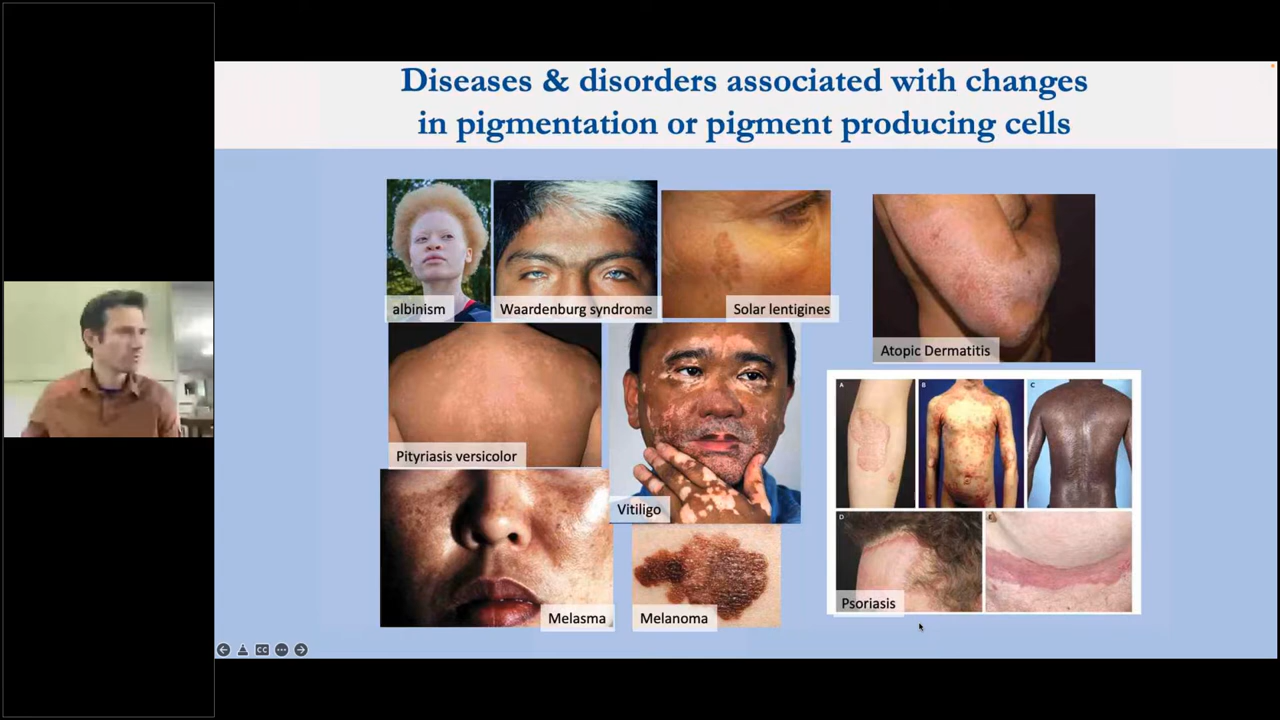 Diseases & disorders associated with changes
in pigmentation or pigment producing cells
albinism
Waardenburg syndrome
Solar lentigines
Atopic Dermatitis
Pityriasis versicolor
Vitiligo
Melasma
Melanoma
A
B
C
D
E
Psoriasis
CC